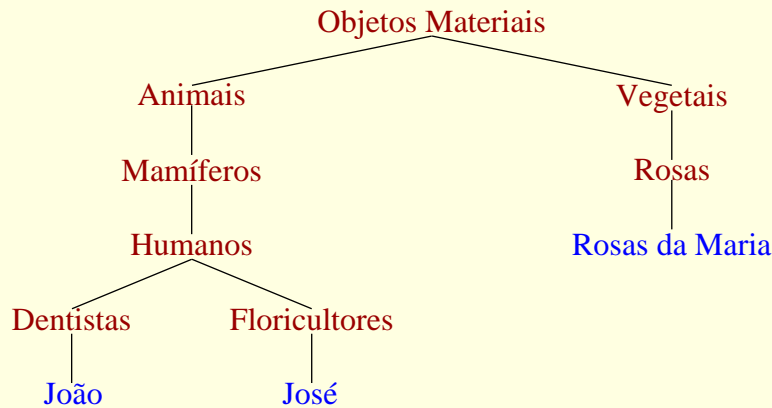 Objetos Materiais
Animais
Vegetais
Mamíferos
Rosas
Humanos
Rosas da Maria
Dentistas
Floricultores
João
José